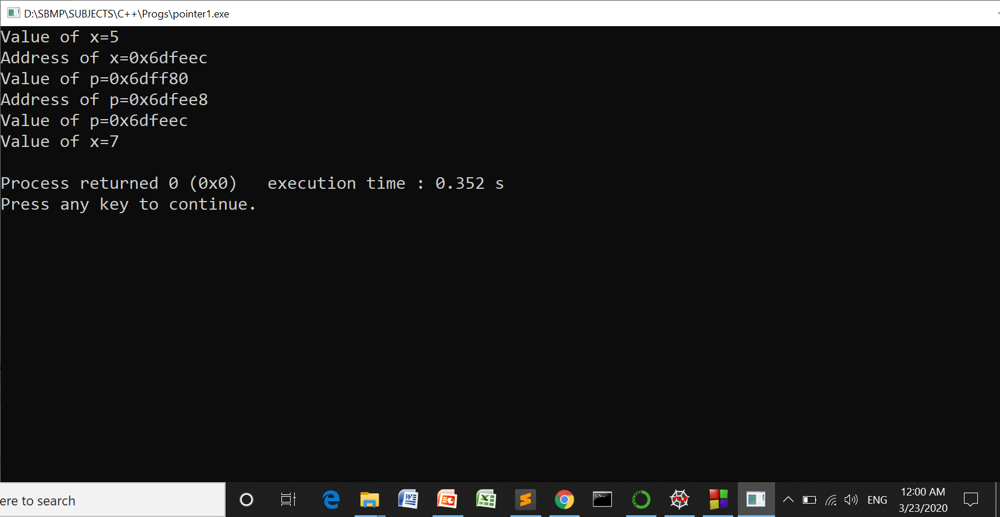 D:\SBMP\SUBJECTS\C++\Progs\pointer1.exe
Value of x=5
Address of x=0x6dfeec
Value of p=0x6dff80
Address of p=0x6dfee8
Value of p=0x6dfeec
Value of x=7
Process returned 0 (0x0)   execution time : 0.352 s
Press any key to continue.
ere to search
ENG
12:00 AM
3/23/2020